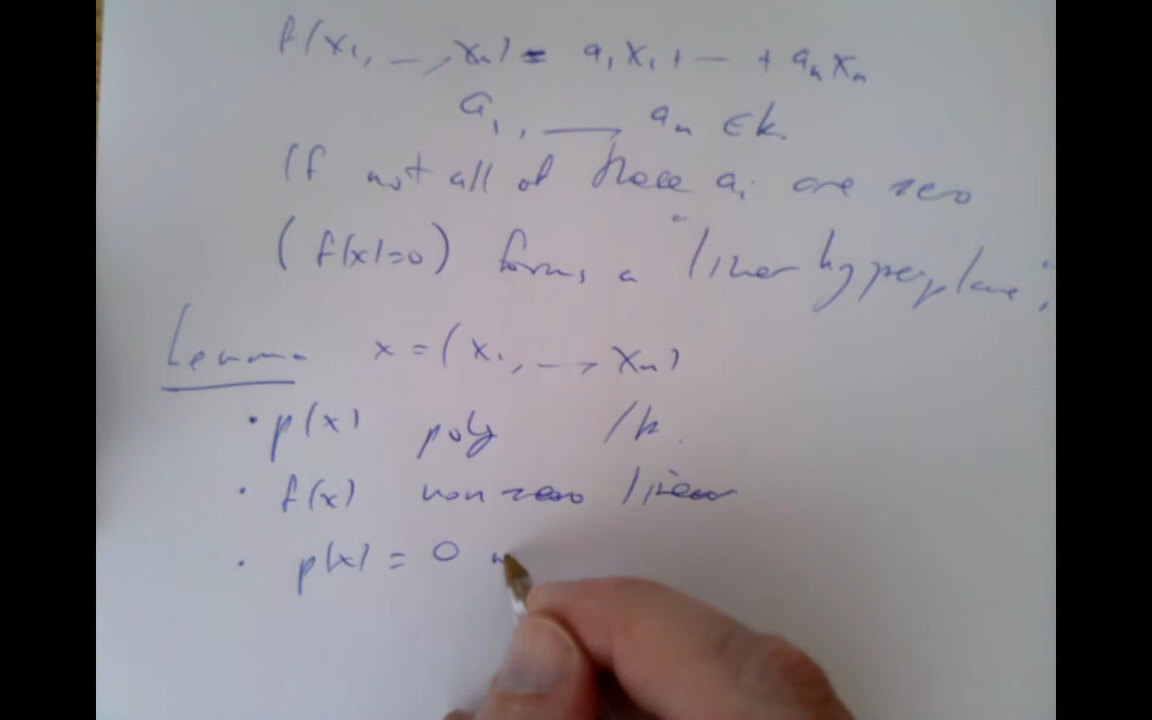 f(x₁, —, xₙ) = a₁x₁ + — + aₙxₙ
a₁, — aₙ ∈ k.
If not all of these aᵢ are zero
(f(x)=0) forms a "linear hyperplane"
Lemma x = (x₁, —, xₙ)
• p(x) poly /k.
• f(x) non zero linear
• p(x) = 0